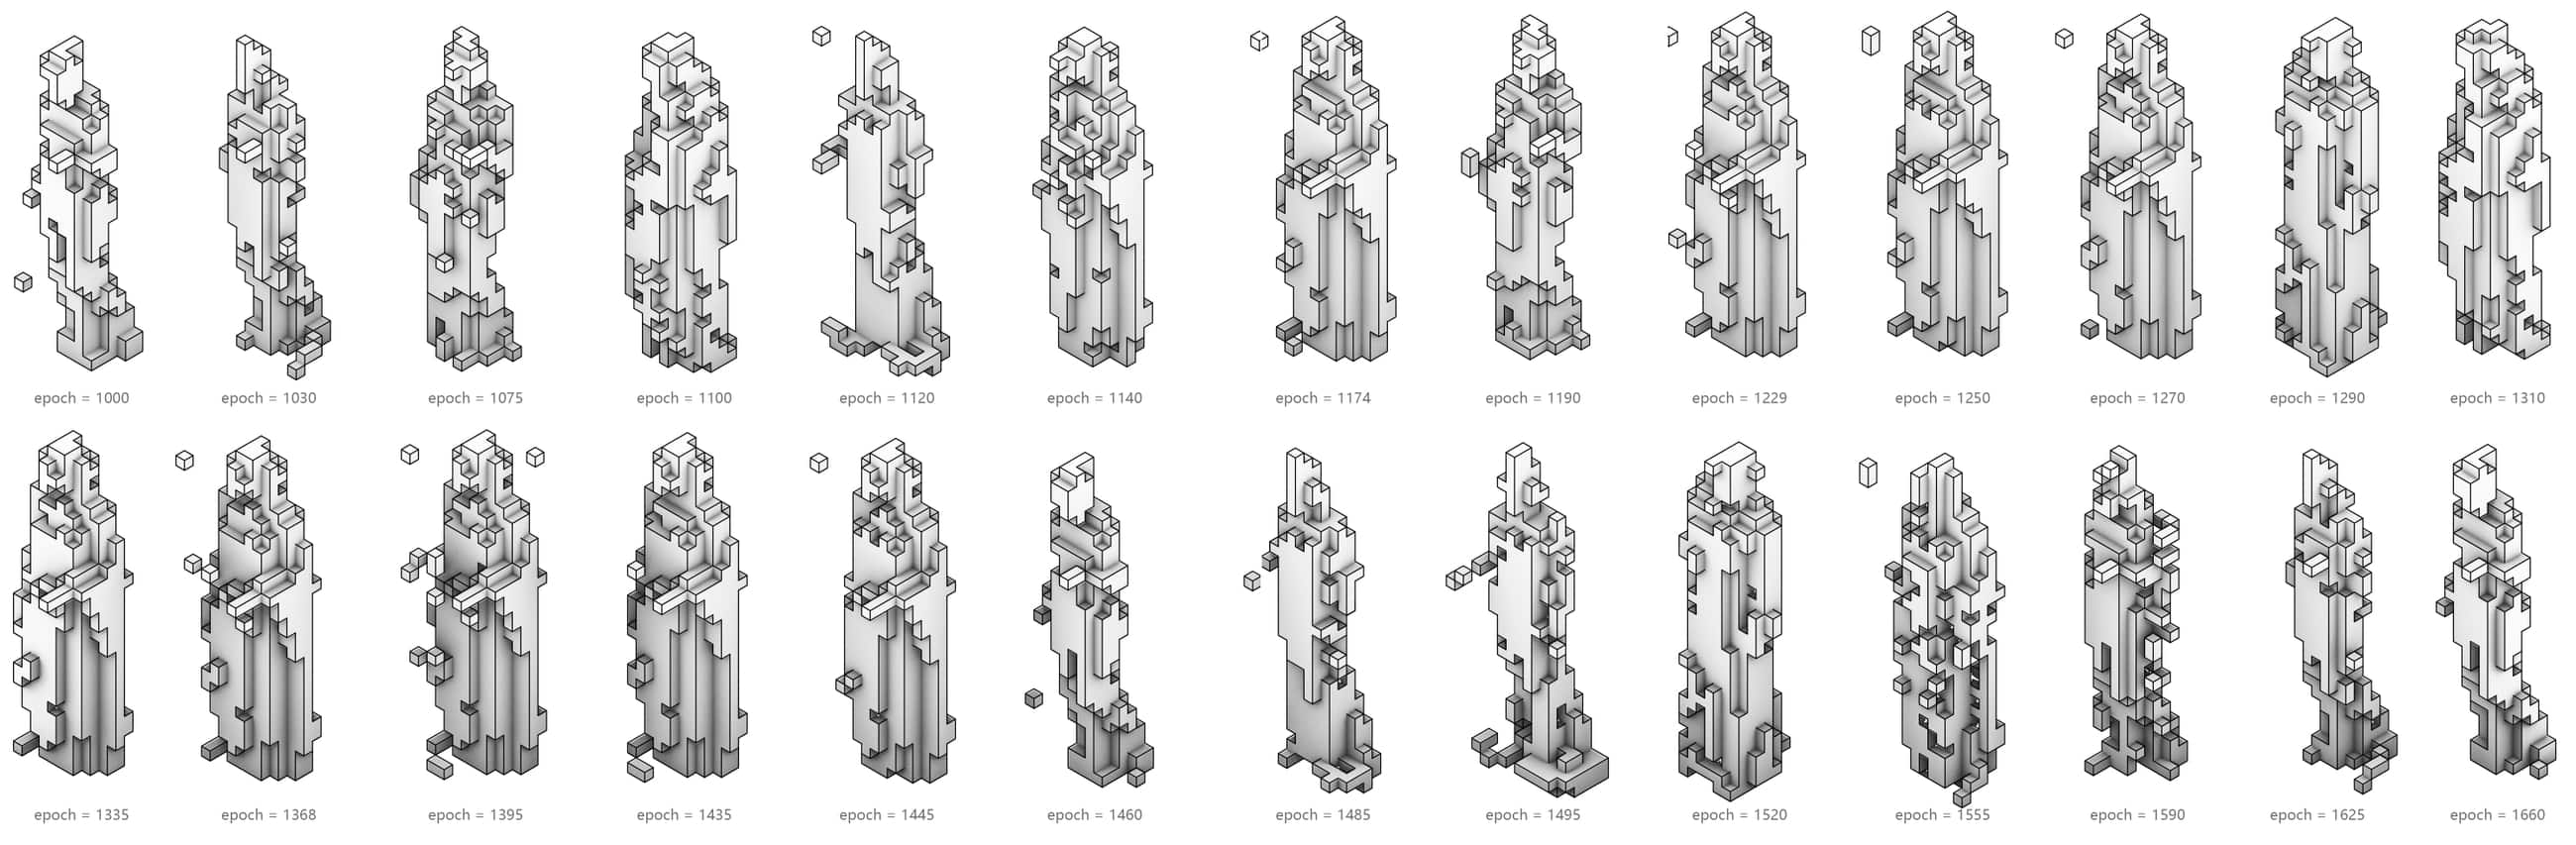 epoch = 1000 epoch = 1030 epoch = 1075 epoch = 1100 epoch = 1120 epoch = 1140 epoch = 1174 epoch = 1190 epoch = 1229 epoch = 1250 epoch = 1270 epoch = 1290 epoch = 1310
epoch = 1335 epoch = 1368 epoch = 1395 epoch = 1435 epoch = 1445 epoch = 1460 epoch = 1485 epoch = 1495 epoch = 1520 epoch = 1555 epoch = 1590 epoch = 1625 epoch = 1660